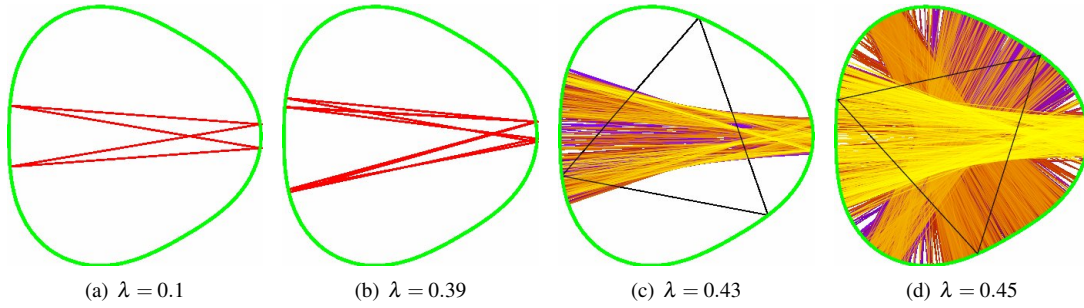 (a) λ = 0.1
(b) λ = 0.39
(c) λ = 0.43
(d) λ = 0.45